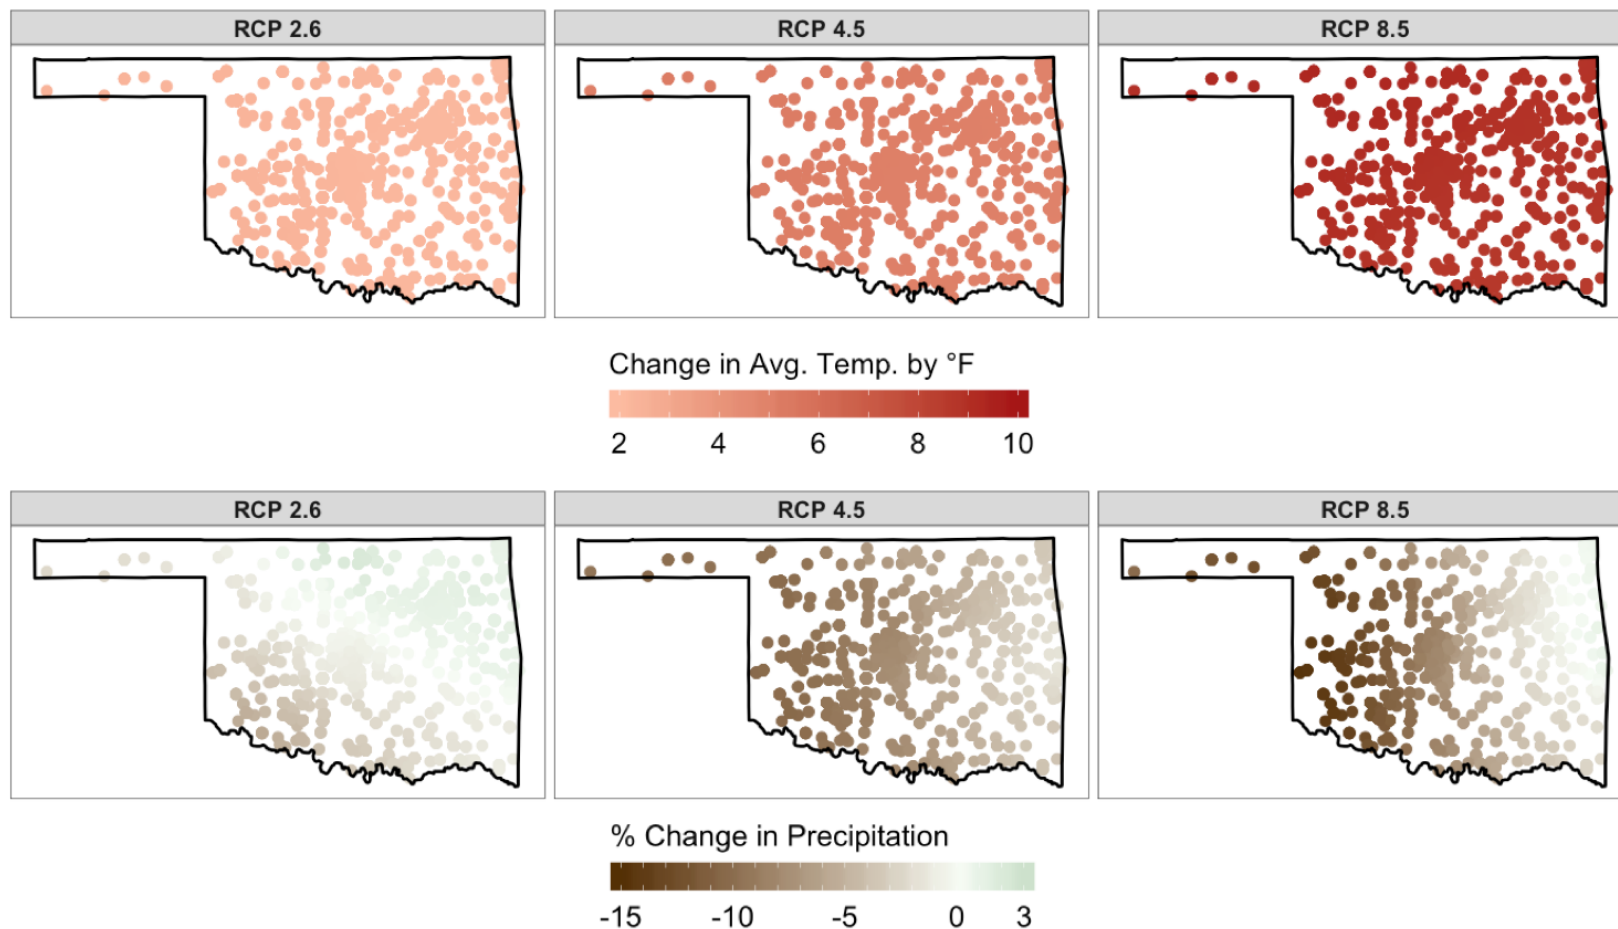 RCP 2.6
RCP 4.5
RCP 8.5
Change in Avg. Temp. by °F
2 4 6 8 10
RCP 2.6
RCP 4.5
RCP 8.5
% Change in Precipitation
-15 -10 -5 0 3